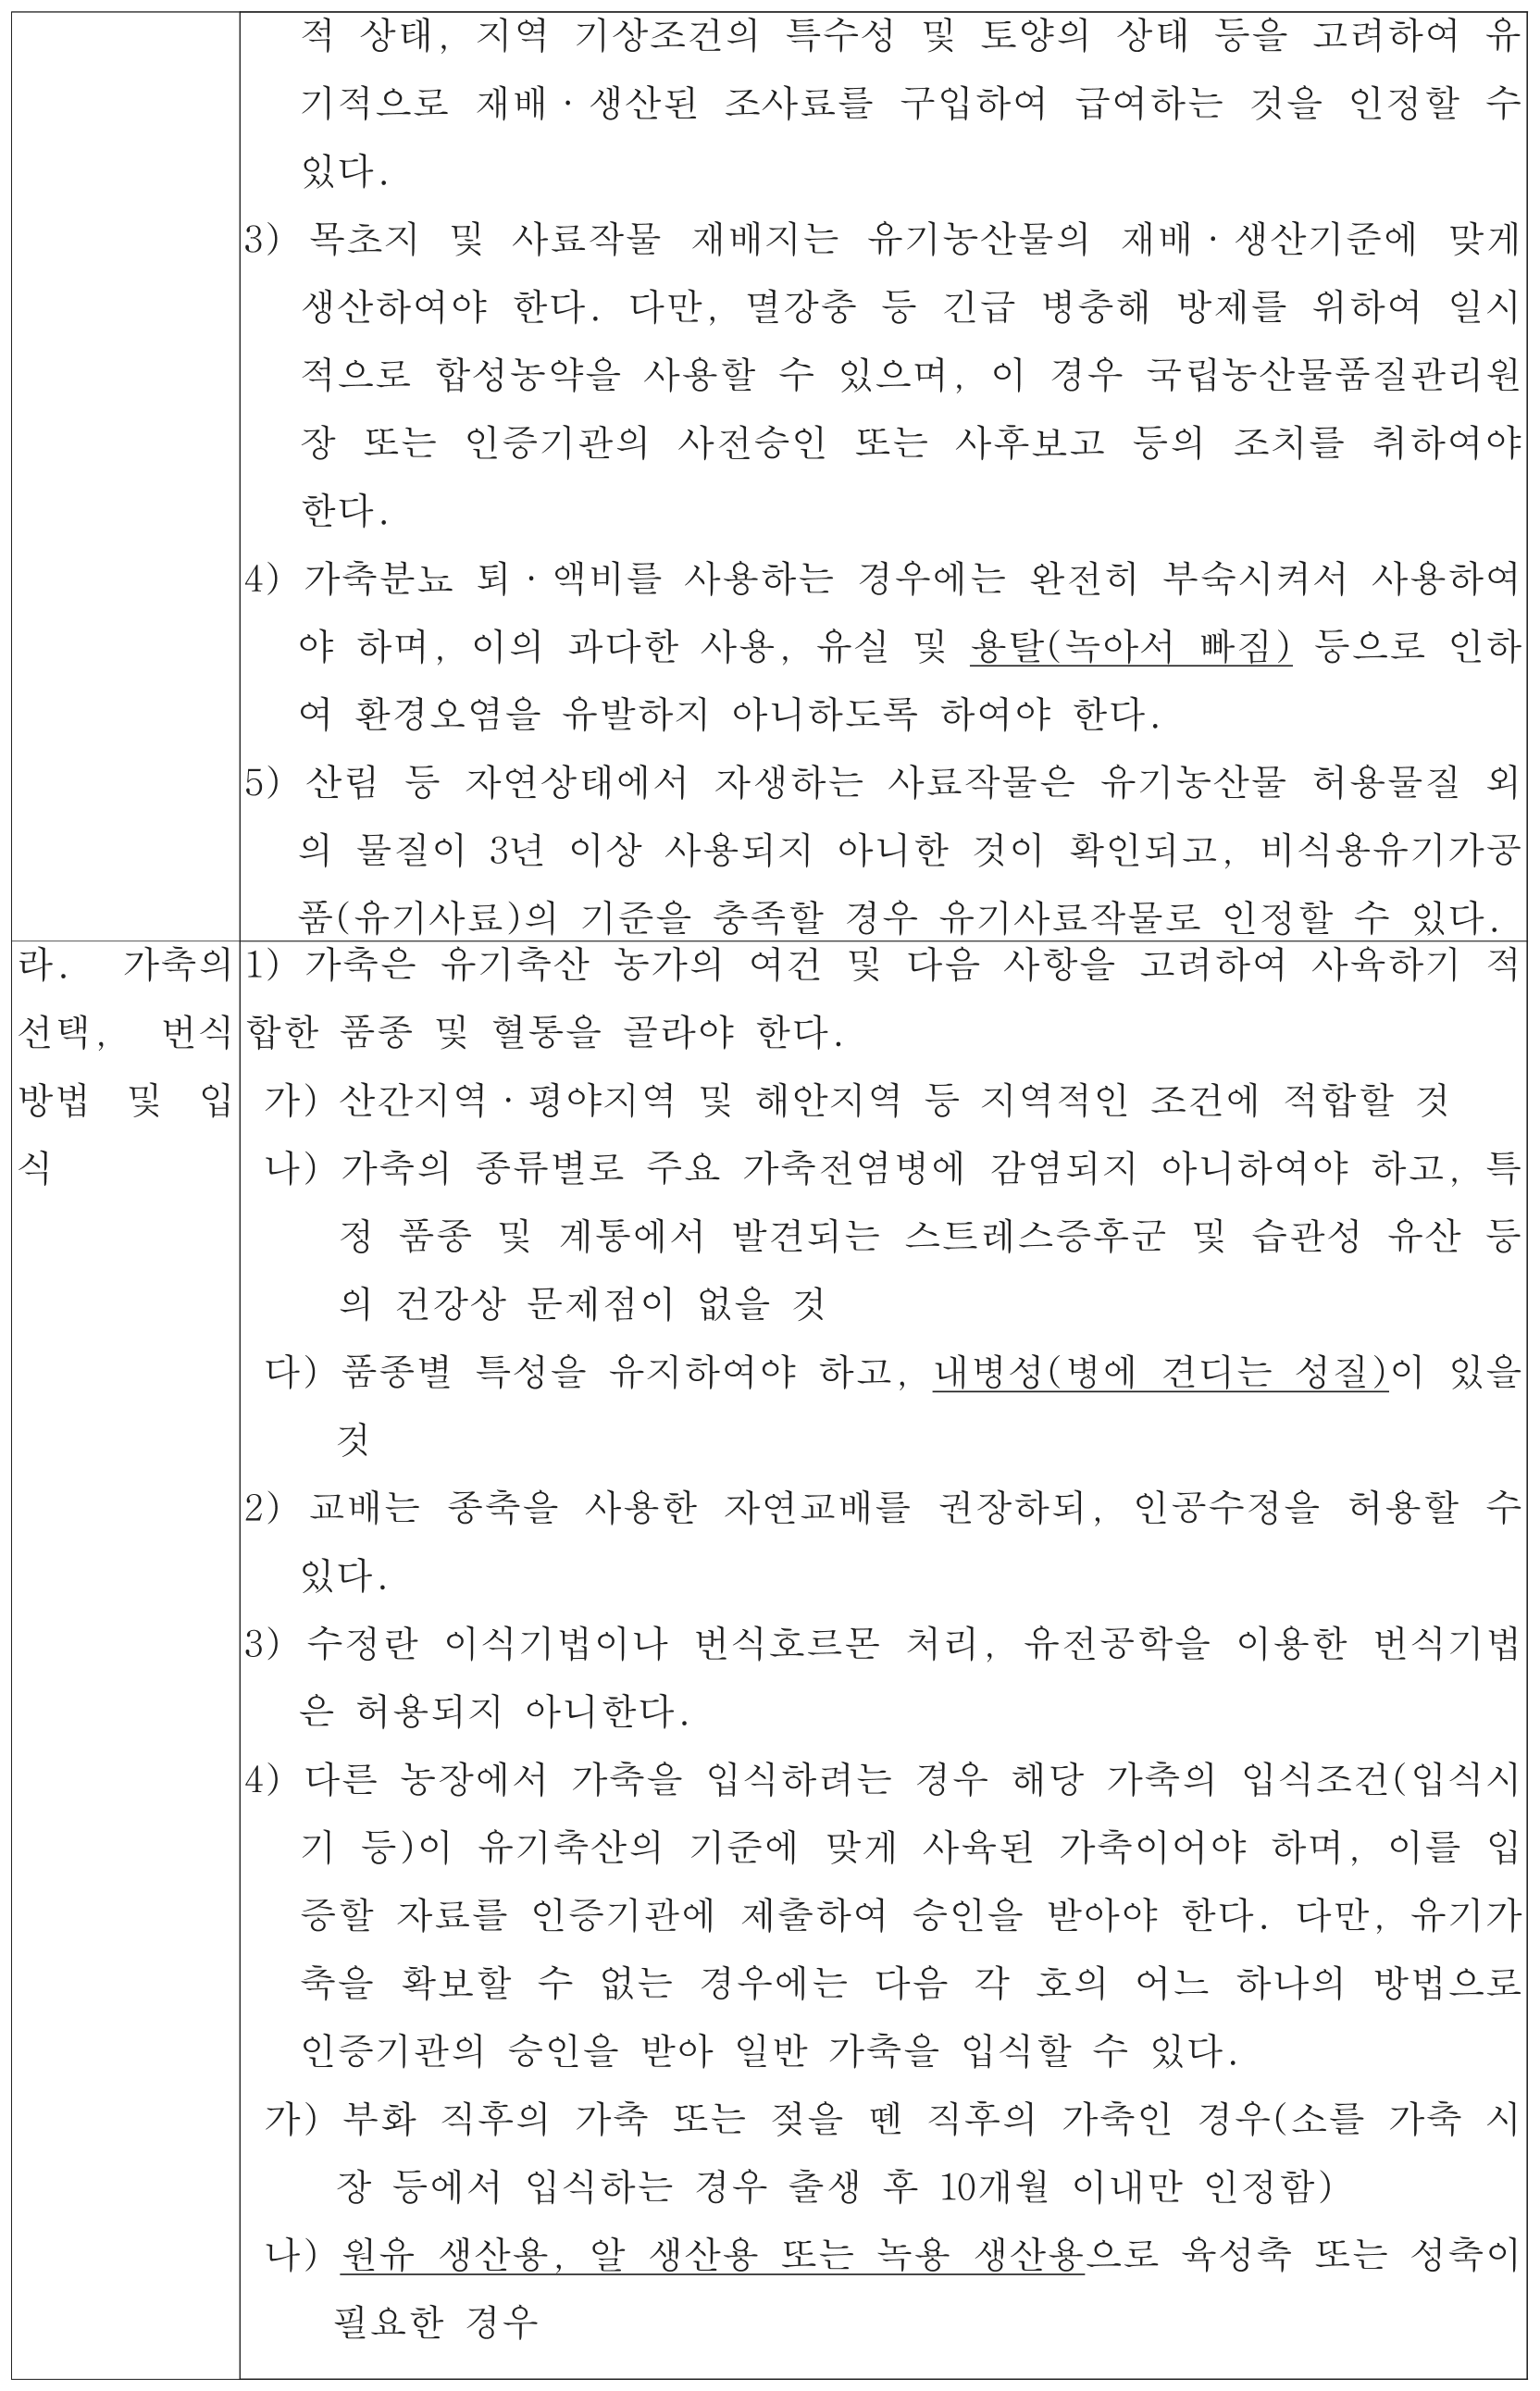 적 상태, 지역 기상조건의 특수성 및 토양의 상태 등을 고려하여 유
기적으로 재배ㆍ생산된 조사료를 구입하여 급여하는 것을 인정할 수
있다.
3) 목초지 및 사료작물 재배지는 유기농산물의 재배ㆍ생산기준에 맞게
생산하여야 한다. 다만, 멸강충 등 긴급 병충해 방제를 위하여 일시
적으로 합성농약을 사용할 수 있으며, 이 경우 국립농산물품질관리원
장 또는 인증기관의 사전승인 또는 사후보고 등의 조치를 취하여야
한다.
4) 가축분뇨 퇴ㆍ액비를 사용하는 경우에는 완전히 부숙시켜서 사용하여
야 하며, 이의 과다한 사용, 유실 및 용탈(녹아서 빠짐) 등으로 인하
여 환경오염을 유발하지 아니하도록 하여야 한다.
5) 산림 등 자연상태에서 자생하는 사료작물은 유기농산물 허용물질 외
의 물질이 3년 이상 사용되지 아니한 것이 확인되고, 비식용유기가공
품(유기사료)의 기준을 충족할 경우 유기사료작물로 인정할 수 있다.
라. 가축의
선택, 번식
방법 및 입
식
1) 가축은 유기축산 농가의 여건 및 다음 사항을 고려하여 사육하기 적
합한 품종 및 혈통을 골라야 한다.
가) 산간지역ㆍ평야지역 및 해안지역 등 지역적인 조건에 적합할 것
나) 가축의 종류별로 주요 가축전염병에 감염되지 아니하여야 하고, 특
정 품종 및 계통에서 발견되는 스트레스증후군 및 습관성 유산 등
의 건강상 문제점이 없을 것
다) 품종별 특성을 유지하여야 하고, 내병성(병에 견디는 성질)이 있을
것
2) 교배는 종축을 사용한 자연교배를 권장하되, 인공수정을 허용할 수
있다.
3) 수정란 이식기법이나 번식호르몬 처리, 유전공학을 이용한 번식기법
은 허용되지 아니한다.
4) 다른 농장에서 가축을 입식하려는 경우 해당 가축의 입식조건(입식시
기 등)이 유기축산의 기준에 맞게 사육된 가축이어야 하며, 이를 입
증할 자료를 인증기관에 제출하여 승인을 받아야 한다. 다만, 유기가
축을 확보할 수 없는 경우에는 다음 각 호의 어느 하나의 방법으로
인증기관의 승인을 받아 일반 가축을 입식할 수 있다.
가) 부화 직후의 가축 또는 젖을 뗀 직후의 가축인 경우(소를 가축 시
장 등에서 입식하는 경우 출생 후 10개월 이내만 인정함)
나) 원유 생산용, 알 생산용 또는 녹용 생산용으로 육성축 또는 성축이
필요한 경우